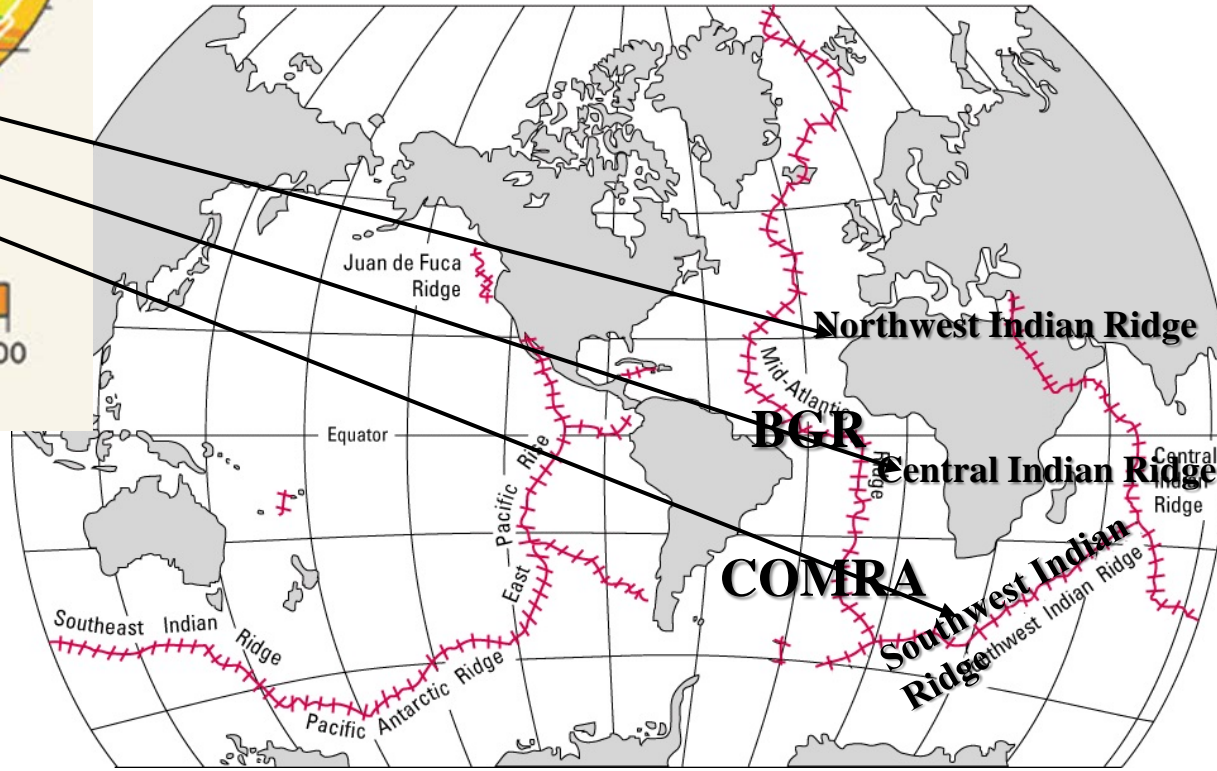 Juan de Fuca
Ridge
00
Northwest Indian Ridge
Mid-Atlantic
Ridge
BGR
Equator
Central Indian Ridge
Central
Indian
Ridge
East Pacific Rise
COMRA
Southwest Indian
Ridge
Southwest Indian Ridge
Southeast Indian Ridge
Pacific Antarctic Ridge